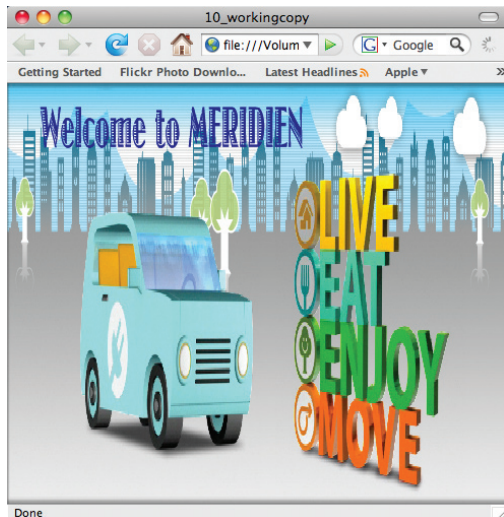 10_workingcopy
file:///Volum
G
Google
Getting Started Flickr Photo Downlo... Latest Headlines Apple »
Welcome to MERIDIEN
LIVE
EAT
ENJOY
MOVE
Done